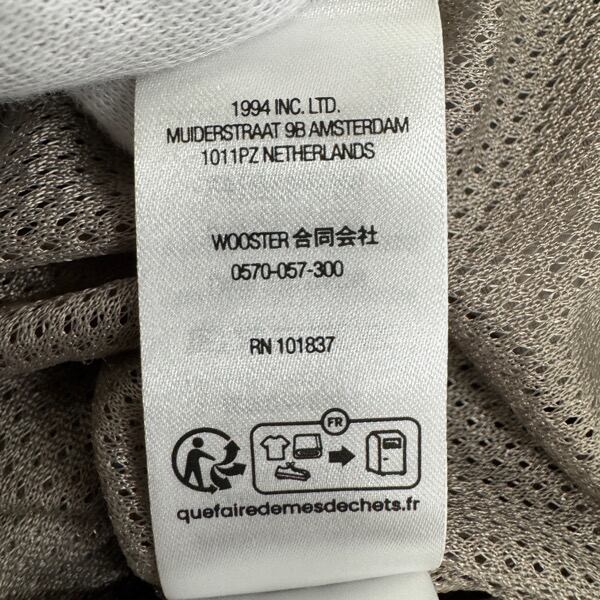 1994 INC. LTD.
MUIDERSTRAAT 9B AMSTERDAM
1011PZ NETHERLANDS
WOOSTER 合同会社
0570-057-300
RN 101837
FR
quefairedemesdechets.fr